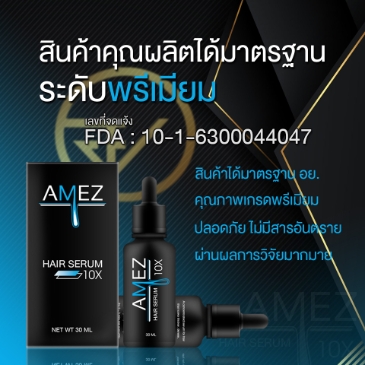 สินค้าคุณผลิตได้มาตรฐาน
ระดับพรีเมียม
เลขที่จดแจ้ง
FDA : 10-1-6300044047
สินค้าได้มาตรฐาน อย.
คุณภาพเกรดพรีเมียม
ปลอดภัย ไม่มีสารอันตราย
ผ่านผลการวิจัยมากมาย
AMEZ
HAIR SERUM
10X
NET WT 30 ML
AMEZ
HAIR SERUM
10X
30 ML
AMEZ
HAIR SERUM
10X